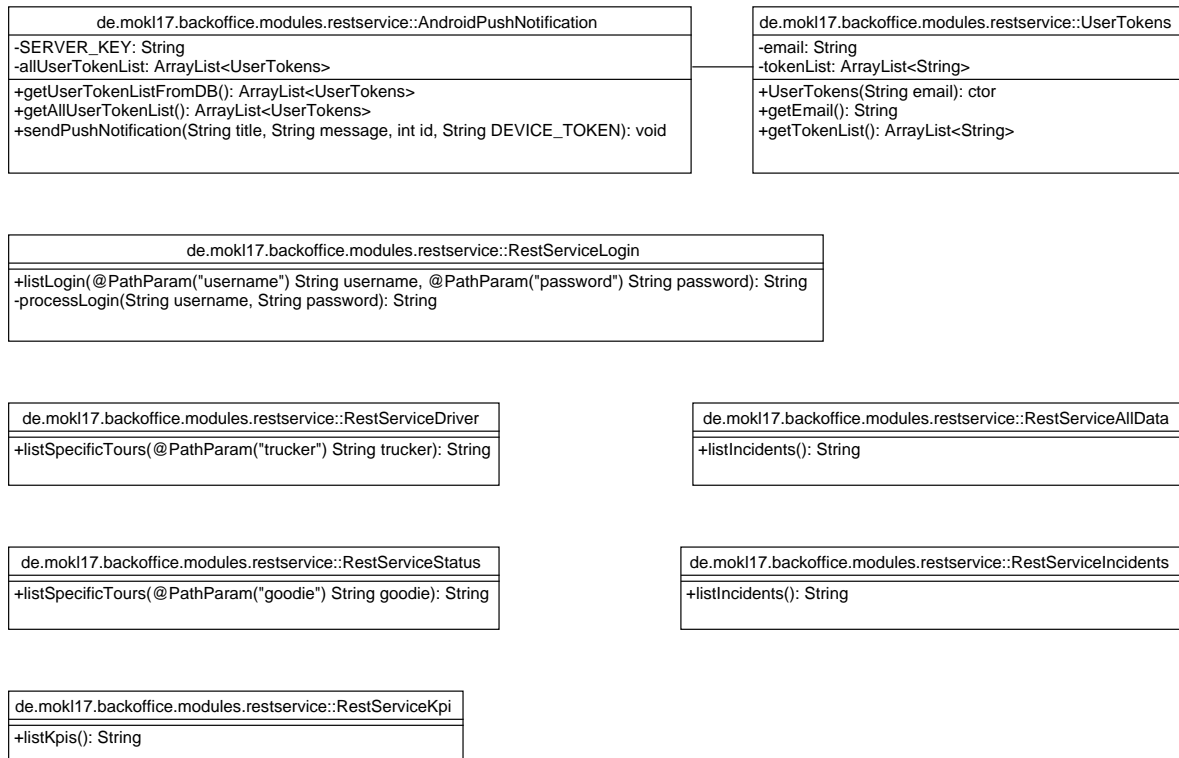 de.mokl17.backoffice.modules.restservice::AndroidPushNotification
-SERVER_KEY: String
-allUserTokenList: ArrayList<UserTokens>
+getUserTokenListFromDB(): ArrayList<UserTokens>
+getAllUserTokenList(): ArrayList<UserTokens>
+sendPushNotification(String title, String message, int id, String DEVICE_TOKEN): void
de.mokl17.backoffice.modules.restservice::UserTokens
-email: String
-tokenList: ArrayList<String>
+UserTokens(String email): ctor
+getEmail(): String
+getTokenList(): ArrayList<String>
de.mokl17.backoffice.modules.restservice::RestServiceLogin
+listLogin(@PathParam("username") String username, @PathParam("password") String password): String
-processLogin(String username, String password): String
de.mokl17.backoffice.modules.restservice::RestServiceDriver
+listSpecificTours(@PathParam("trucker") String trucker): String
de.mokl17.backoffice.modules.restservice::RestServiceAllData
+listIncidents(): String
de.mokl17.backoffice.modules.restservice::RestServiceStatus
+listSpecificTours(@PathParam("goodie") String goodie): String
de.mokl17.backoffice.modules.restservice::RestServiceIncidents
+listIncidents(): String
de.mokl17.backoffice.modules.restservice::RestServiceKpi
+listKpis(): String